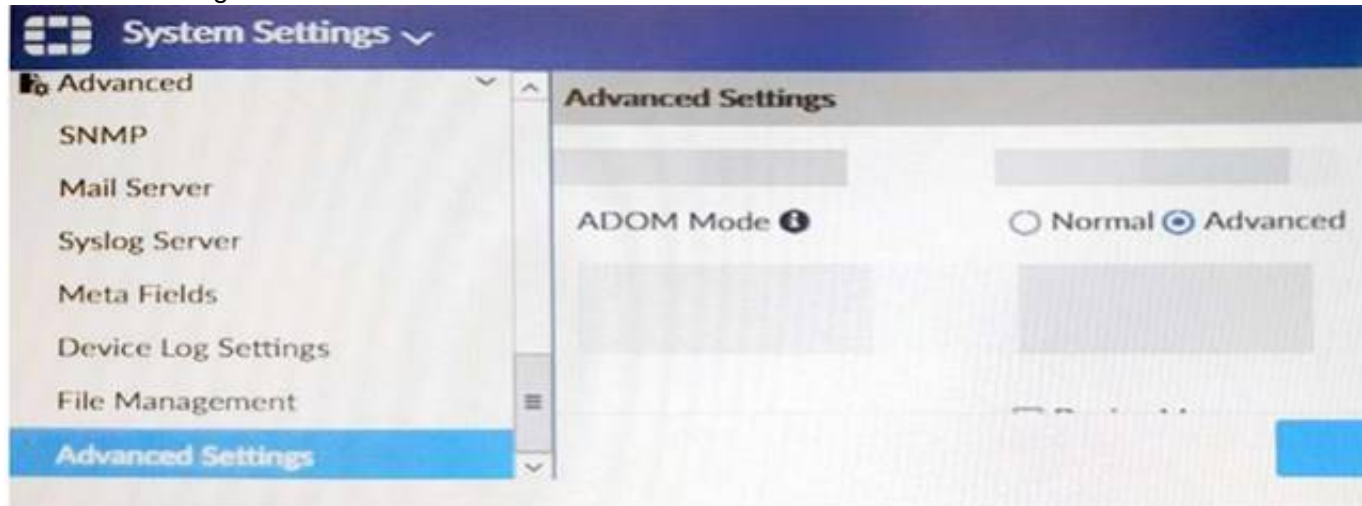 System Settings
Advanced
SNMP
Mail Server
Syslog Server
Meta Fields
Device Log Settings
File Management
Advanced Settings
Advanced Settings
ADOM Mode
Normal Advanced